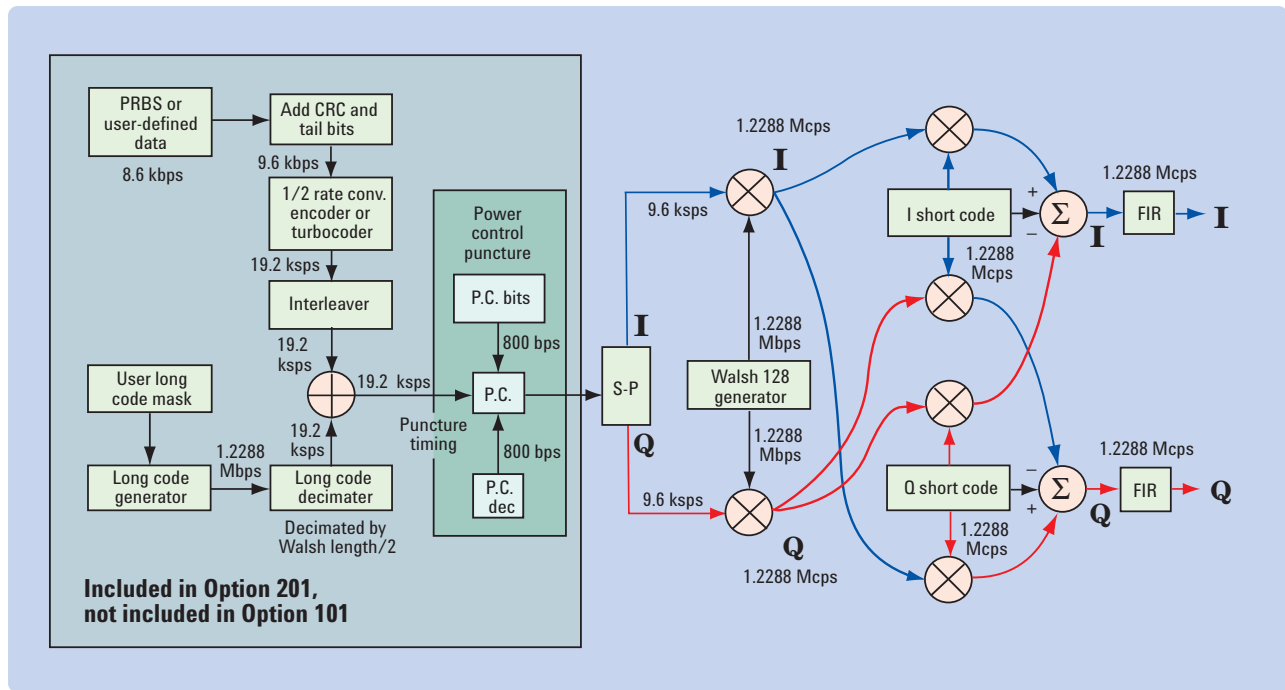 PRBS or
user-defined
data
8.6 kbps
Add CRC and
tail bits
9.6 kbps
1/2 rate conv.
encoder or
turbocoder
19.2 ksps
Interleaver
19.2
ksps
User long
code mask
Long code
generator
1.2288
Mbps
19.2
ksps
Long code
decimater
Decimated by
Walsh length/2
19.2 ksps
Puncture
timing
Power
control
puncture
P.C. bits
800 bps
P.C.
800 bps
P.C.
dec
Included in Option 201,
not included in Option 101
S-P
I
Q
9.6 ksps
9.6 ksps
1.2288 Mcps
I
1.2288
Mbps
Walsh 128
generator
1.2288
Mbps
Q
1.2288 Mcps
1.2288 Mcps
I short code
1.2288
Mcps
+
Σ
–
I
1.2288 Mcps
FIR
I
Q short code
1.2288
Mcps
–
Σ
+
Q
1.2288 Mcps
FIR
Q